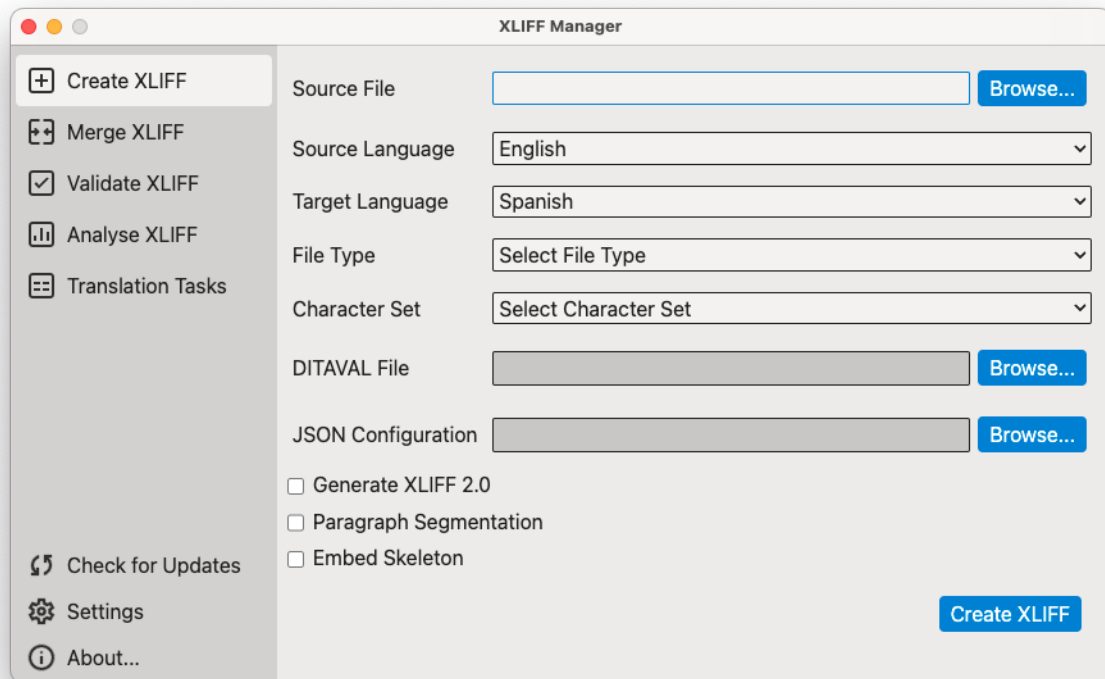 XLIFF Manager
Create XLIFF
Merge XLIFF
Validate XLIFF
Analyse XLIFF
Translation Tasks
Check for Updates
Settings
About...
Source File
Browse...
Source Language
English
Target Language
Spanish
File Type
Select File Type
Character Set
Select Character Set
DITAVAL File
Browse...
JSON Configuration
Browse...
Generate XLIFF 2.0
Paragraph Segmentation
Embed Skeleton
Create XLIFF